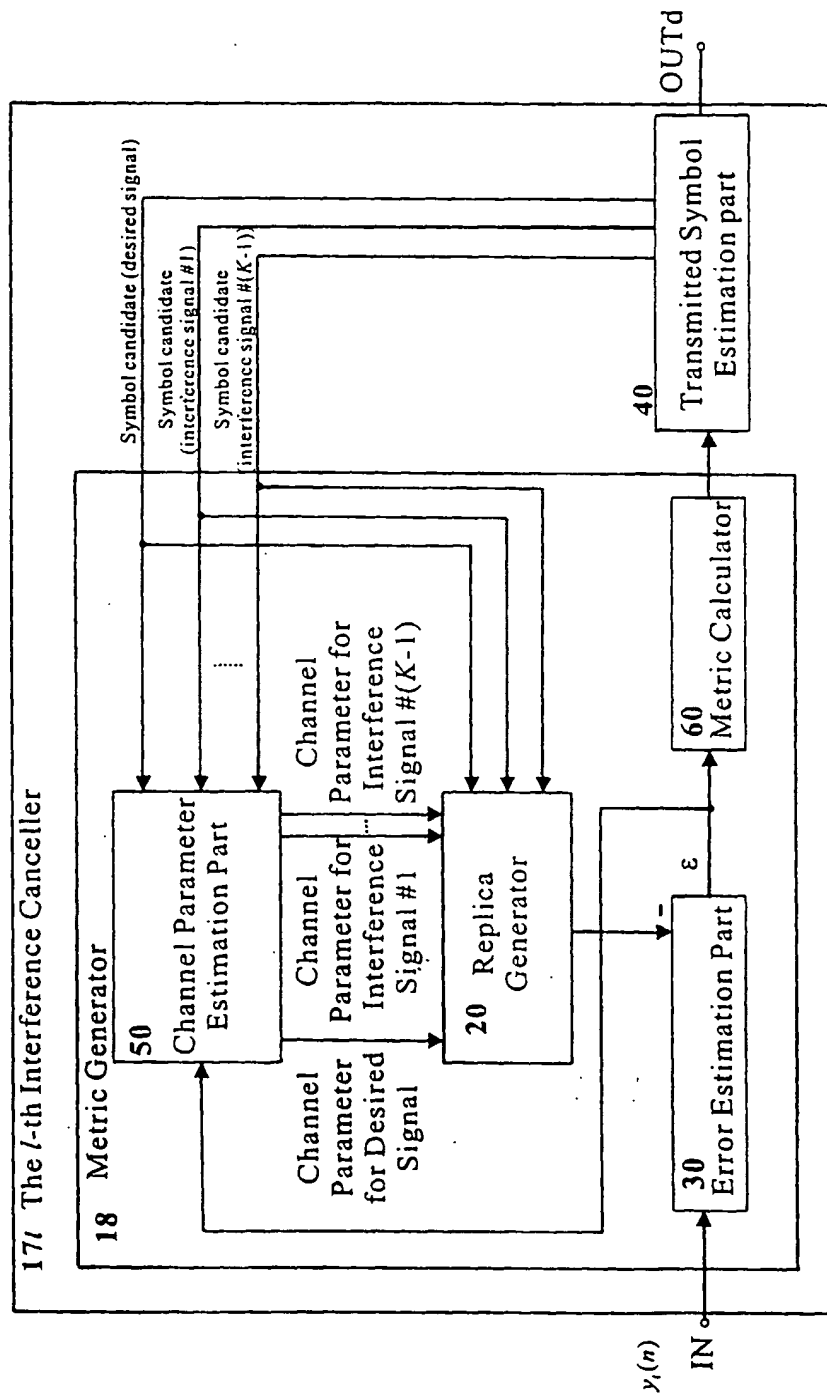 17l The l-th Interference Canceller
18 Metric Generator
50
Channel Parameter
Estimation Part
Symbol candidate (desired signal)
Symbol candidate
(interference signal #1)
Symbol candidate
(interference signal #(K-1))
Channel
Parameter
for Desired
Signal
Channel
Parameter for
Interference
Signal #1
Channel
Parameter for
Interference
Signal #(K-1)
20 Replica
Generator
-
ε
yl(n)
IN
30
Error Estimation Part
60
Metric Calculator
40
Transmitted Symbol
Estimation part
OUTd